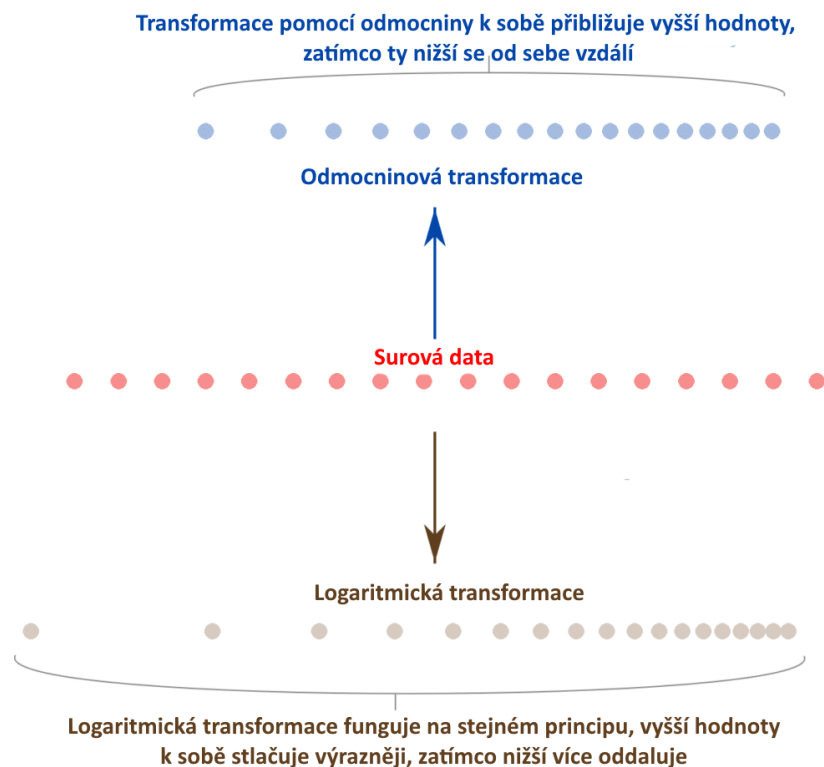 Transformace pomocí odmocniny k sobě přibližuje vyšší hodnoty,
zatímco ty nižší se od sebe vzdálí
Odmocninová transformace
Surová data
Logaritmická transformace
Logaritmická transformace funguje na stejném principu, vyšší hodnoty
k sobě stlačuje výrazněji, zatímco nižší více oddaluje